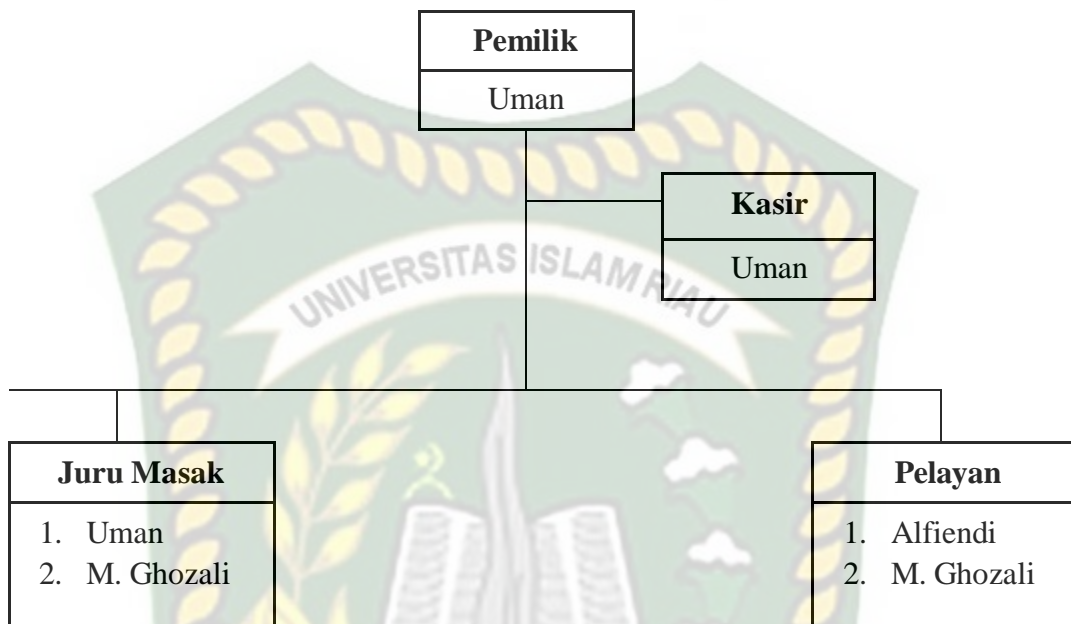 Pemilik
Uman
Kasir
Uman
UNIVERSITAS ISLAM RIAU
Juru Masak
1. Uman
2. M. Ghozali
Pelayan
1. Alfiendi
2. M. Ghozali